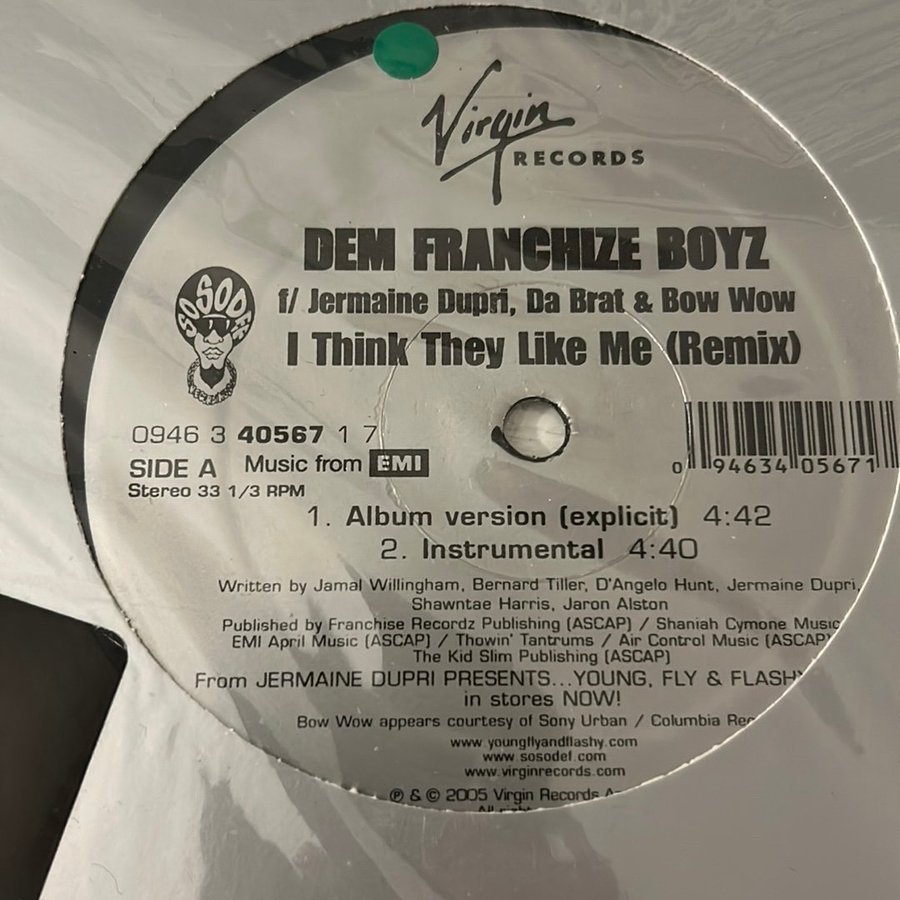 Virgin
RECORDS
DEM FRANCHIZE BOYZ
f/ Jermaine Dupri, Da Brat & Bow Wow
I Think They Like Me (Remix)
SO SO DEF
0946 3 40567 1 7
SIDE A Music from EMI
Stereo 33 1/3 RPM
0 94634 05671
1. Album version (explicit) 4:42
2. Instrumental 4:40
Written by Jamal Willingham, Bernard Tiller, D'Angelo Hunt, Jermaine Dupri,
Shawntae Harris, Jaron Alston
Published by Franchise Recordz Publishing (ASCAP) / Shaniah Cymone Music
EMI April Music (ASCAP) / Thowin' Tantrums / Air Control Music (ASCAP)
The Kid Slim Publishing (ASCAP)
From JERMAINE DUPRI PRESENTS...YOUNG, FLY & FLASHY
in stores NOW!
Bow Wow appears courtesy of Sony Urban / Columbia Rec
www.youngflyandflashy.com
www.sosodef.com
www.virginrecords.com
℗ & © 2005 Virgin Records